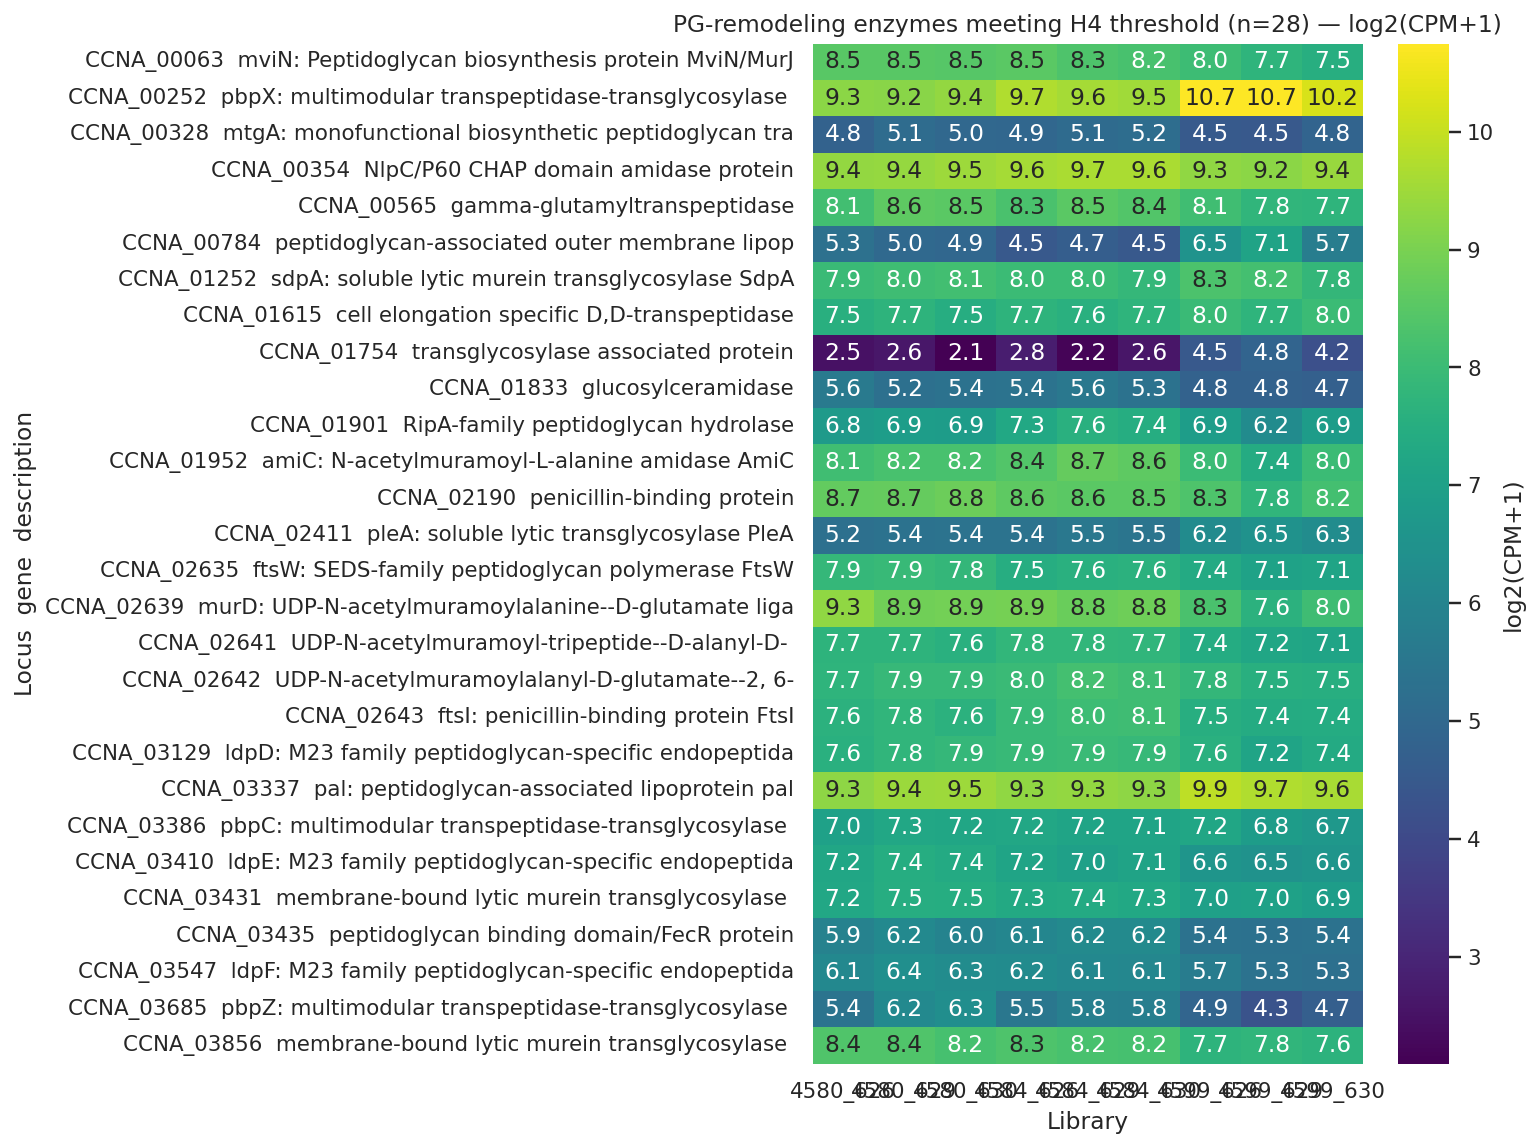 PG-remodeling enzymes meeting H4 threshold (n=28) — log2(CPM+1)
CCNA_00063 mviN: Peptidoglycan biosynthesis protein MviN/MurJ 8.5 8.5 8.5 8.5 8.3 8.2 8.0 7.7 7.5
CCNA_00252 pbpX: multimodular transpeptidase-transglycosylase 9.3 9.2 9.4 9.7 9.6 9.5 10.7 10.7 10.2
CCNA_00328 mtgA: monofunctional biosynthetic peptidoglycan tra 4.8 5.1 5.0 4.9 5.1 5.2 4.5 4.5 4.8
CCNA_00354 NlpC/P60 CHAP domain amidase protein 9.4 9.4 9.5 9.6 9.7 9.6 9.3 9.2 9.4
CCNA_00565 gamma-glutamyltranspeptidase 8.1 8.6 8.5 8.3 8.5 8.4 8.1 7.8 7.7
CCNA_00784 peptidoglycan-associated outer membrane lipop 5.3 5.0 4.9 4.5 4.7 4.5 6.5 7.1 5.7
CCNA_01252 sdpA: soluble lytic murein transglycosylase SdpA 7.9 8.0 8.1 8.0 8.0 7.9 8.3 8.2 7.8
CCNA_01615 cell elongation specific D,D-transpeptidase 7.5 7.7 7.5 7.7 7.6 7.7 8.0 7.7 8.0
CCNA_01754 transglycosylase associated protein 2.5 2.6 2.1 2.8 2.2 2.6 4.5 4.8 4.2
CCNA_01833 glucosylceramidase 5.6 5.2 5.4 5.4 5.6 5.3 4.8 4.8 4.7
CCNA_01901 RipA-family peptidoglycan hydrolase 6.8 6.9 6.9 7.3 7.6 7.4 6.9 6.2 6.9
CCNA_01952 amiC: N-acetylmuramoyl-L-alanine amidase AmiC 8.1 8.2 8.2 8.4 8.7 8.6 8.0 7.4 8.0
CCNA_02190 penicillin-binding protein 8.7 8.7 8.8 8.6 8.6 8.5 8.3 7.8 8.2
CCNA_02411 pleA: soluble lytic transglycosylase PleA 5.2 5.4 5.4 5.4 5.5 5.5 6.2 6.5 6.3
CCNA_02635 ftsW: SEDS-family peptidoglycan polymerase FtsW 7.9 7.9 7.8 7.5 7.6 7.6 7.4 7.1 7.1
CCNA_02639 murD: UDP-N-acetylmuramoylalanine--D-glutamate liga 9.3 8.9 8.9 8.9 8.8 8.8 8.3 7.6 8.0
CCNA_02641 UDP-N-acetylmuramoyl-tripeptide--D-alanyl-D- 7.7 7.7 7.6 7.8 7.8 7.7 7.4 7.2 7.1
CCNA_02642 UDP-N-acetylmuramoylalanyl-D-glutamate--2, 6- 7.7 7.9 7.9 8.0 8.2 8.1 7.8 7.5 7.5
CCNA_02643 ftsI: penicillin-binding protein FtsI 7.6 7.8 7.6 7.9 8.0 8.1 7.5 7.4 7.4
CCNA_03129 ldpD: M23 family peptidoglycan-specific endopeptida 7.6 7.8 7.9 7.9 7.9 7.9 7.6 7.2 7.4
CCNA_03337 pal: peptidoglycan-associated lipoprotein pal 9.3 9.4 9.5 9.3 9.3 9.3 9.9 9.7 9.6
CCNA_03386 pbpC: multimodular transpeptidase-transglycosylase 7.0 7.3 7.2 7.2 7.2 7.1 7.2 6.8 6.7
CCNA_03410 ldpE: M23 family peptidoglycan-specific endopeptida 7.2 7.4 7.4 7.2 7.0 7.1 6.6 6.5 6.6
CCNA_03431 membrane-bound lytic murein transglycosylase 7.2 7.5 7.5 7.3 7.4 7.3 7.0 7.0 6.9
CCNA_03435 peptidoglycan binding domain/FecR protein 5.9 6.2 6.0 6.1 6.2 6.2 5.4 5.3 5.4
CCNA_03547 ldpF: M23 family peptidoglycan-specific endopeptida 6.1 6.4 6.3 6.2 6.1 6.1 5.7 5.3 5.3
CCNA_03685 pbpZ: multimodular transpeptidase-transglycosylase 5.4 6.2 6.3 5.5 5.8 5.8 4.9 4.3 4.7
CCNA_03856 membrane-bound lytic murein transglycosylase 8.4 8.4 8.2 8.3 8.2 8.2 7.7 7.8 7.6
4580_626 4580_629 4580_630 4584_626 4584_629 4584_630 4599_626 4599_629 4599_630
Library
Locus gene description
10
9
8
7
6
5
4
3
log2(CPM+1)